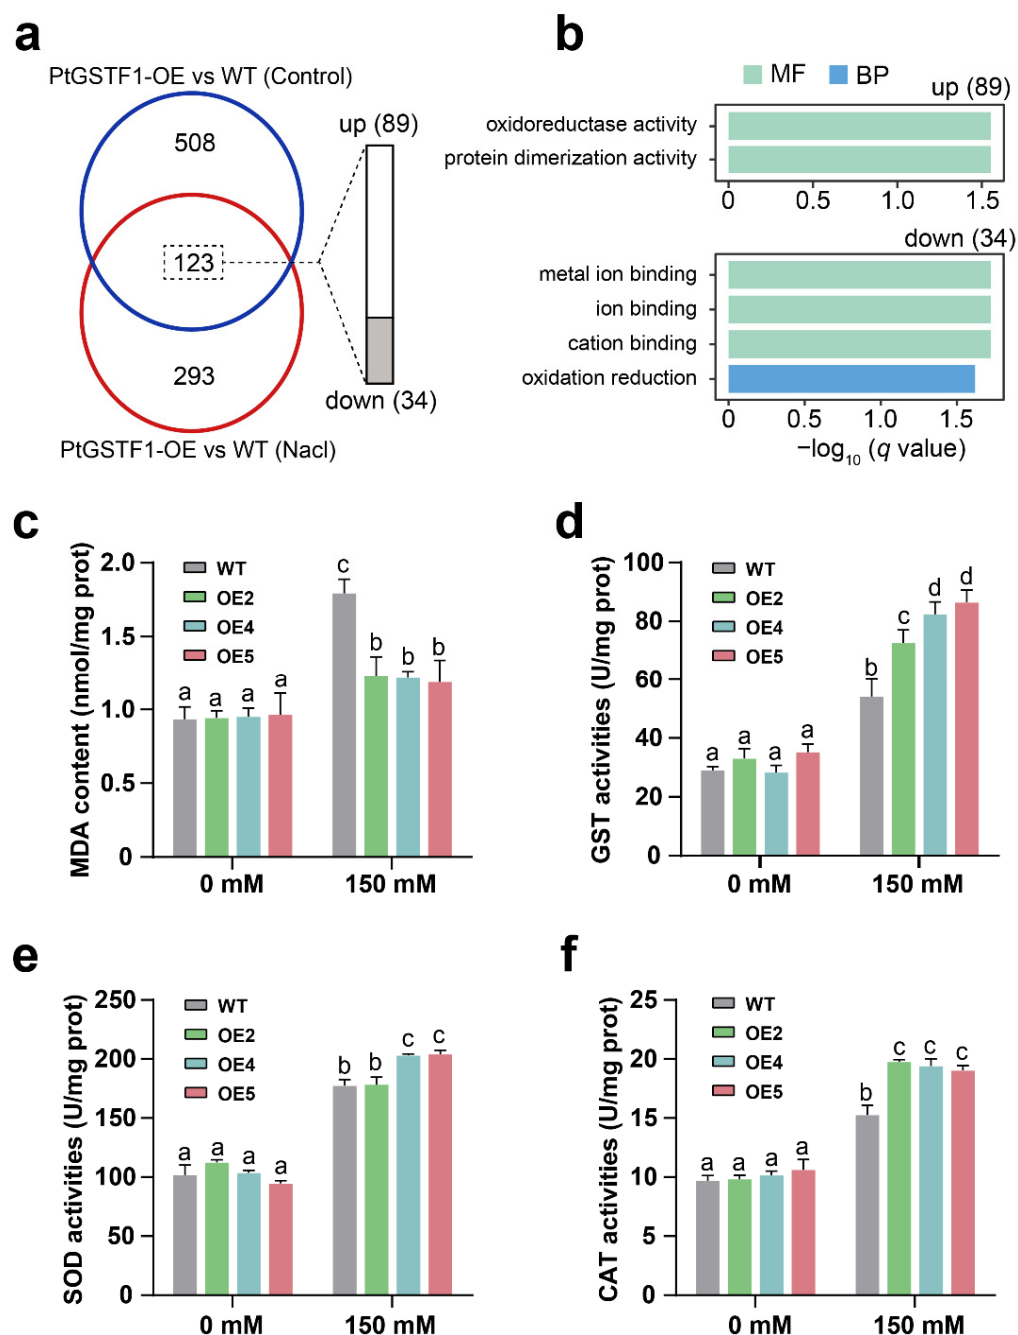 a
PtGSTF1-OE vs WT (Control)
508
up (89)
123
293
down (34)
PtGSTF1-OE vs WT (Nacl)
b
MF BP
up (89)
oxidoreductase activity
protein dimerization activity
0 0.5 1.0 1.5
down (34)
metal ion binding
ion binding
cation binding
oxidation reduction
0 0.5 1.0 1.5
−log10 (q value)
c
MDA content (nmol/mg prot)
2.0
1.5
1.0
0.5
0
WT
OE2
OE4
OE5
a a a a
c b b b
0 mM 150 mM
d
GST activities (U/mg prot)
100
80
60
40
20
0
WT
OE2
OE4
OE5
a a a a
b c d d
0 mM 150 mM
e
SOD activities (U/mg prot)
250
200
150
100
50
0
WT
OE2
OE4
OE5
a a a a
b b c c
0 mM 150 mM
f
CAT activities (U/mg prot)
25
20
15
10
5
0
WT
OE2
OE4
OE5
a a a a
b c c c
0 mM 150 mM